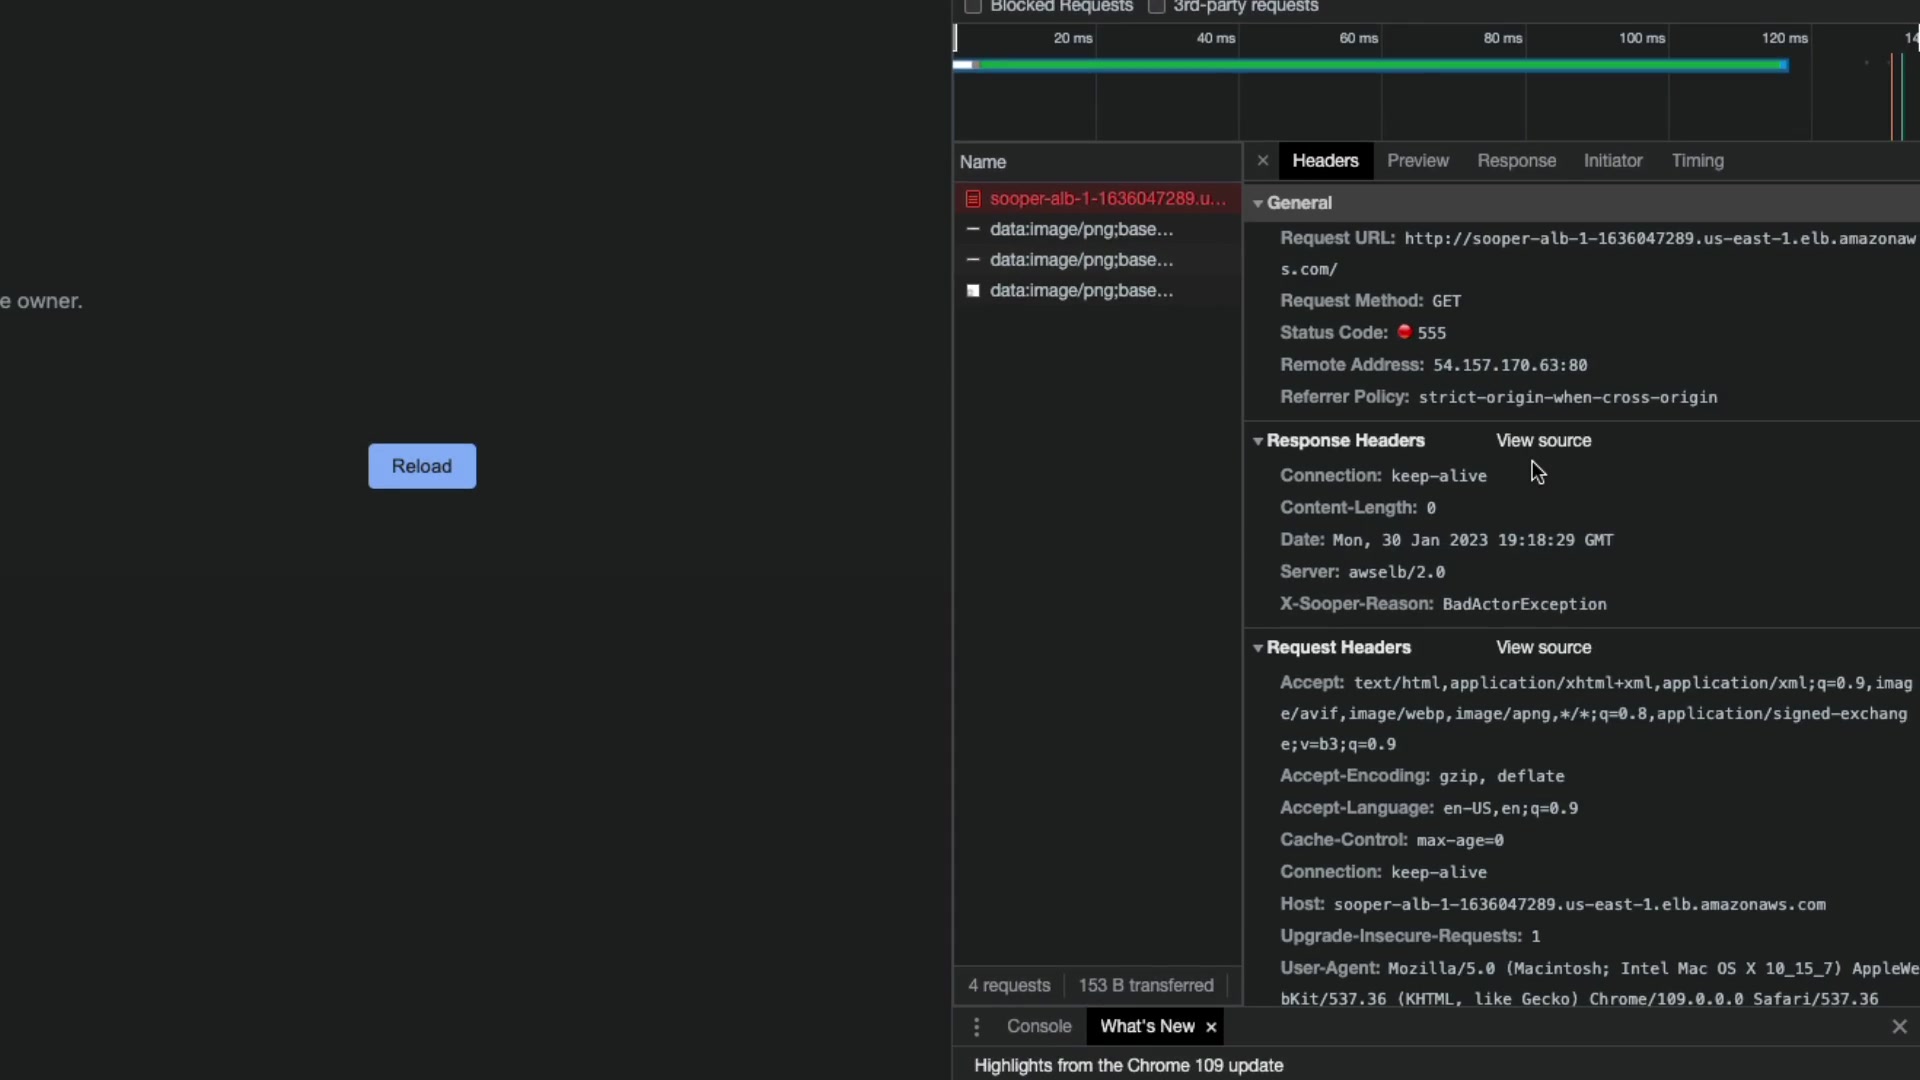 Blocked Requests 3rd-party requests
20 ms 40 ms 60 ms 80 ms 100 ms 120 ms 14
Name
× Headers Preview Response Initiator Timing
sooper-alb-1-1636047289.u...
data:image/png;base...
data:image/png;base...
data:image/png;base...
e owner.
Reload
General
Request URL: http://sooper-alb-1-1636047289.us-east-1.elb.amazonaw
s.com/
Request Method: GET
Status Code: 555
Remote Address: 54.157.170.63:80
Referrer Policy: strict-origin-when-cross-origin
Response Headers View source
Connection: keep-alive
Content-Length: 0
Date: Mon, 30 Jan 2023 19:18:29 GMT
Server: awselb/2.0
X-Sooper-Reason: BadActorException
Request Headers View source
Accept: text/html,application/xhtml+xml,application/xml;q=0.9,imag
e/avif,image/webp,image/apng,*/*;q=0.8,application/signed-exchang
e;v=b3;q=0.9
Accept-Encoding: gzip, deflate
Accept-Language: en-US,en;q=0.9
Cache-Control: max-age=0
Connection: keep-alive
Host: sooper-alb-1-1636047289.us-east-1.elb.amazonaws.com
Upgrade-Insecure-Requests: 1
User-Agent: Mozilla/5.0 (Macintosh; Intel Mac OS X 10_15_7) AppleWe
bKit/537.36 (KHTML, like Gecko) Chrome/109.0.0.0 Safari/537.36
4 requests 153 B transferred
Console What's New ×
Highlights from the Chrome 109 update